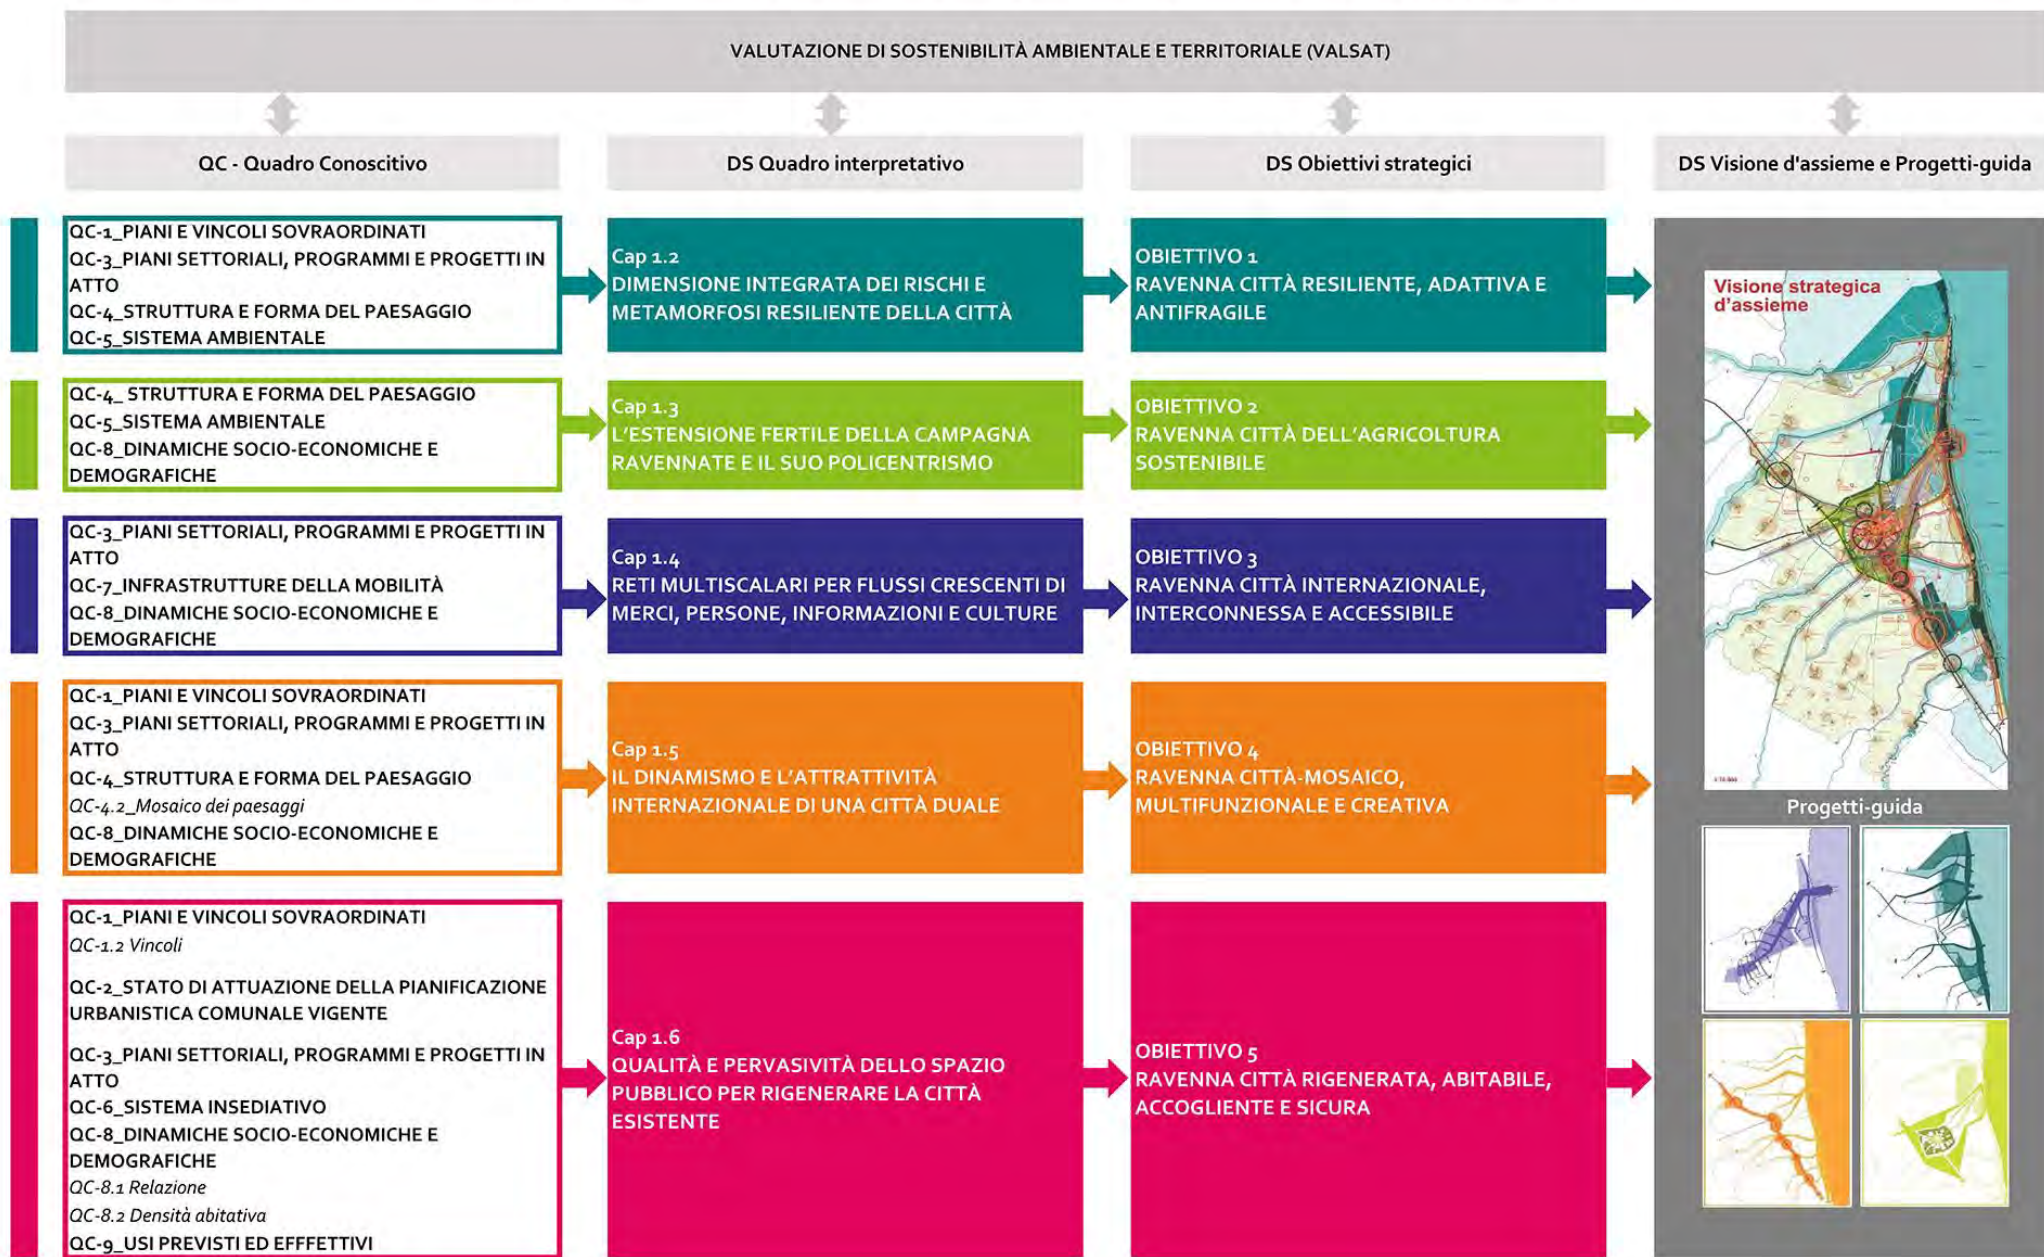 VALUTAZIONE DI SOSTENIBILITÀ AMBIENTALE E TERRITORIALE (VALSAT)
QC - Quadro Conoscitivo
DS Quadro interpretativo
DS Obiettivi strategici
DS Visione d'assieme e Progetti-guida
QC-1_PIANI E VINCOLI SOVRAORDINATI
QC-3_PIANI SETTORIALI, PROGRAMMI E PROGETTI IN
ATTO
QC-4_STRUTTURA E FORMA DEL PAESAGGIO
QC-5_SISTEMA AMBIENTALE
Cap 1.2
DIMENSIONE INTEGRATA DEI RISCHI E
METAMORFOSI RESILIENTE DELLA CITTÀ
OBIETTIVO 1
RAVENNA CITTÀ RESILIENTE, ADATTIVA E
ANTIFRAGILE
QC-4_ STRUTTURA E FORMA DEL PAESAGGIO
QC-5_SISTEMA AMBIENTALE
QC-8_DINAMICHE SOCIO-ECONOMICHE E
DEMOGRAFICHE
Cap 1.3
L'ESTENSIONE FERTILE DELLA CAMPAGNA
RAVENNATE E IL SUO POLICENTRISMO
OBIETTIVO 2
RAVENNA CITTÀ DELL'AGRICOLTURA
SOSTENIBILE
QC-3_PIANI SETTORIALI, PROGRAMMI E PROGETTI IN
ATTO
QC-7_INFRASTRUTTURE DELLA MOBILITÀ
QC-8_DINAMICHE SOCIO-ECONOMICHE E
DEMOGRAFICHE
Cap 1.4
RETI MULTISCALARI PER FLUSSI CRESCENTI DI
MERCI, PERSONE, INFORMAZIONI E CULTURE
OBIETTIVO 3
RAVENNA CITTÀ INTERNAZIONALE,
INTERCONNESSA E ACCESSIBILE
QC-1_PIANI E VINCOLI SOVRAORDINATI
QC-3_PIANI SETTORIALI, PROGRAMMI E PROGETTI IN
ATTO
QC-4_STRUTTURA E FORMA DEL PAESAGGIO
QC-4.2_Mosaico dei paesaggi
QC-8_DINAMICHE SOCIO-ECONOMICHE E
DEMOGRAFICHE
Cap 1.5
IL DINAMISMO E L'ATTRATTIVITÀ
INTERNAZIONALE DI UNA CITTÀ DUALE
OBIETTIVO 4
RAVENNA CITTÀ-MOSAICO,
MULTIFUNZIONALE E CREATIVA
QC-1_PIANI E VINCOLI SOVRAORDINATI
QC-1.2 Vincoli
QC-2_STATO DI ATTUAZIONE DELLA PIANIFICAZIONE
URBANISTICA COMUNALE VIGENTE
QC-3_PIANI SETTORIALI, PROGRAMMI E PROGETTI IN
ATTO
QC-6_SISTEMA INSEDIATIVO
QC-8_DINAMICHE SOCIO-ECONOMICHE E
DEMOGRAFICHE
QC-8.1 Relazione
QC-8.2 Densità abitativa
QC-9_USI PREVISTI ED EFFFETTIVI
Cap 1.6
QUALITÀ E PERVASIVITÀ DELLO SPAZIO
PUBBLICO PER RIGENERARE LA CITTÀ
ESISTENTE
OBIETTIVO 5
RAVENNA CITTÀ RIGENERATA, ABITABILE,
ACCOGLIENTE E SICURA
Visione strategica
d'assieme
Progetti-guida